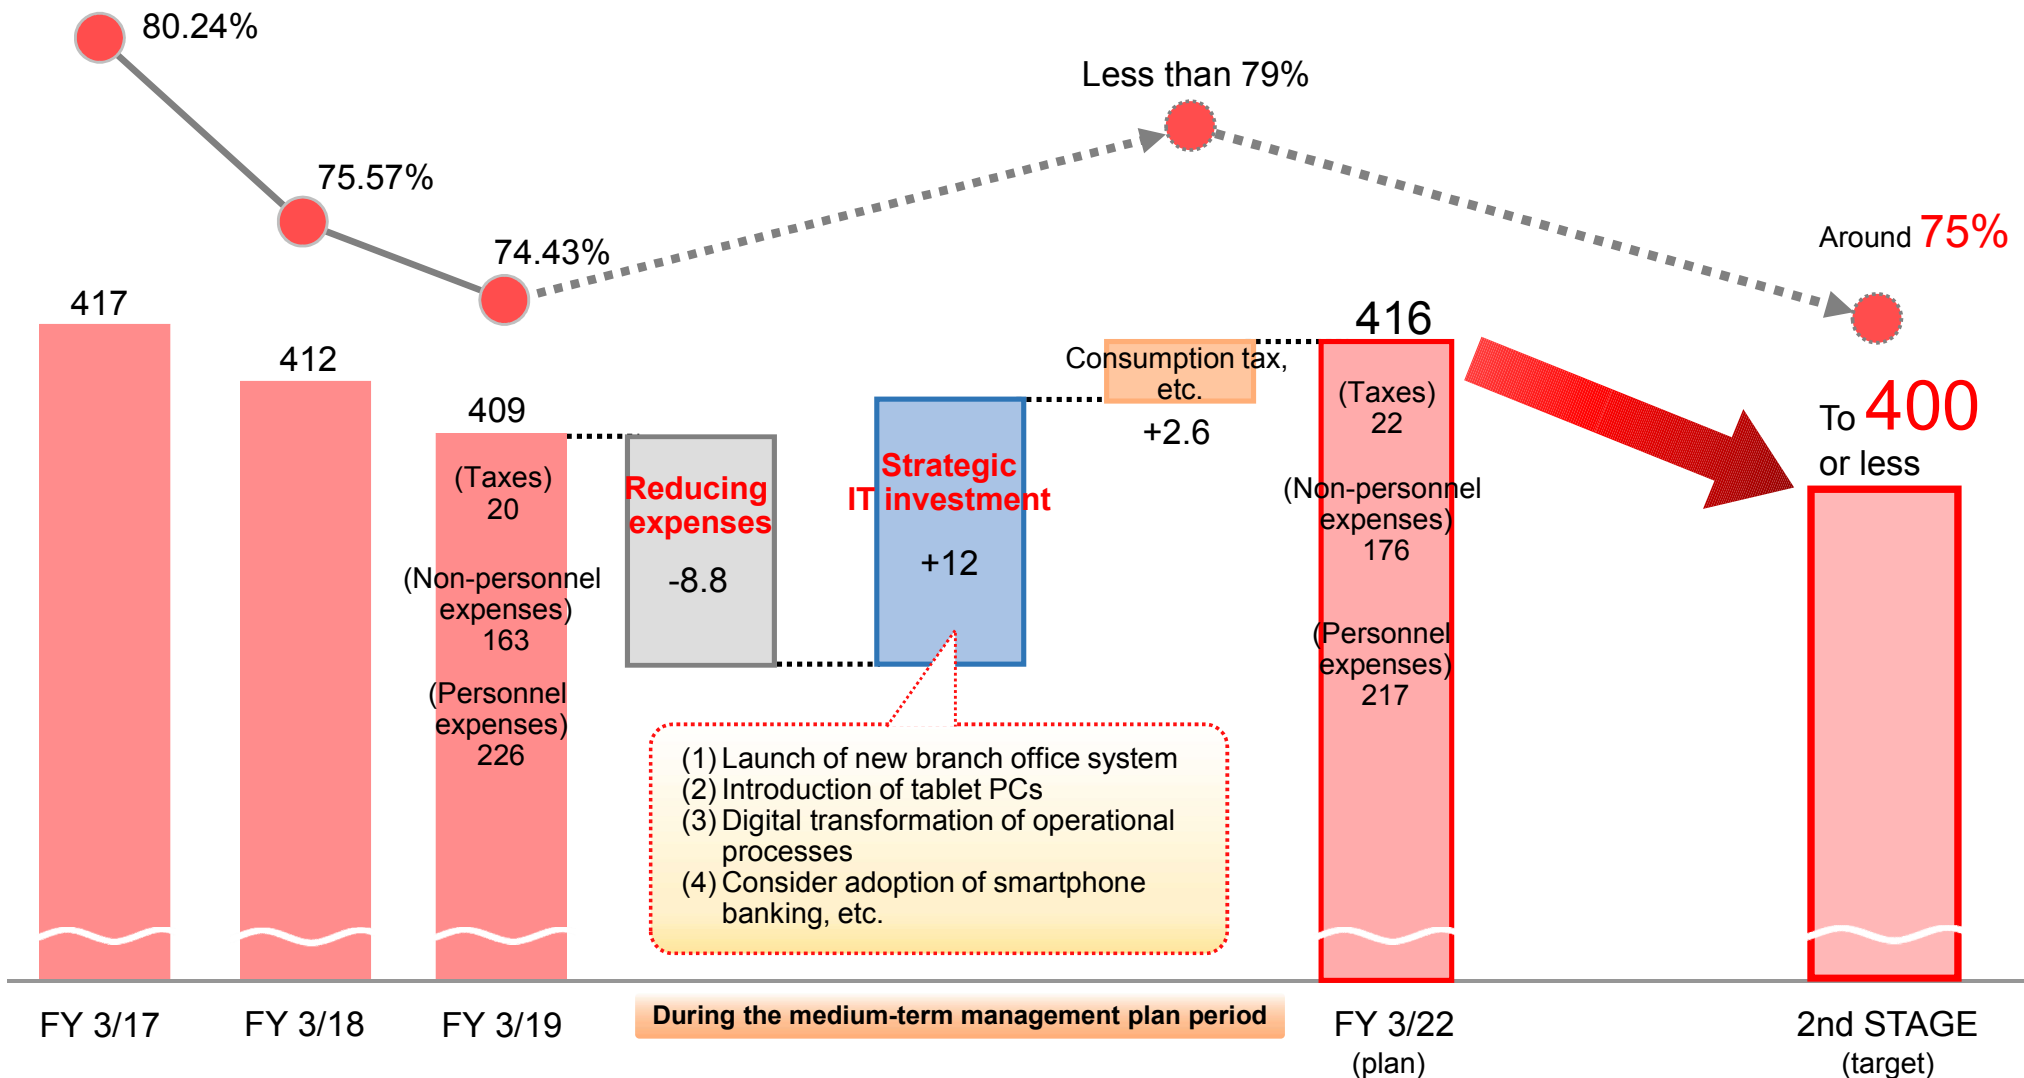 80.24%
75.57%
74.43%
Less than 79%
Around 75%
417
412
409
(Taxes)
20
(Non-personnel
expenses)
163
(Personnel
expenses)
226
Reducing
expenses
-8.8
Strategic
IT investment
+12
Consumption tax,
etc.
+2.6
416
(Taxes)
22
(Non-personnel
expenses)
176
(Personnel
expenses)
217
To 400
or less
(1) Launch of new branch office system
(2) Introduction of tablet PCs
(3) Digital transformation of operational
processes
(4) Consider adoption of smartphone
banking, etc.
FY 3/17
FY 3/18
FY 3/19
During the medium-term management plan period
FY 3/22
(plan)
2nd STAGE
(target)